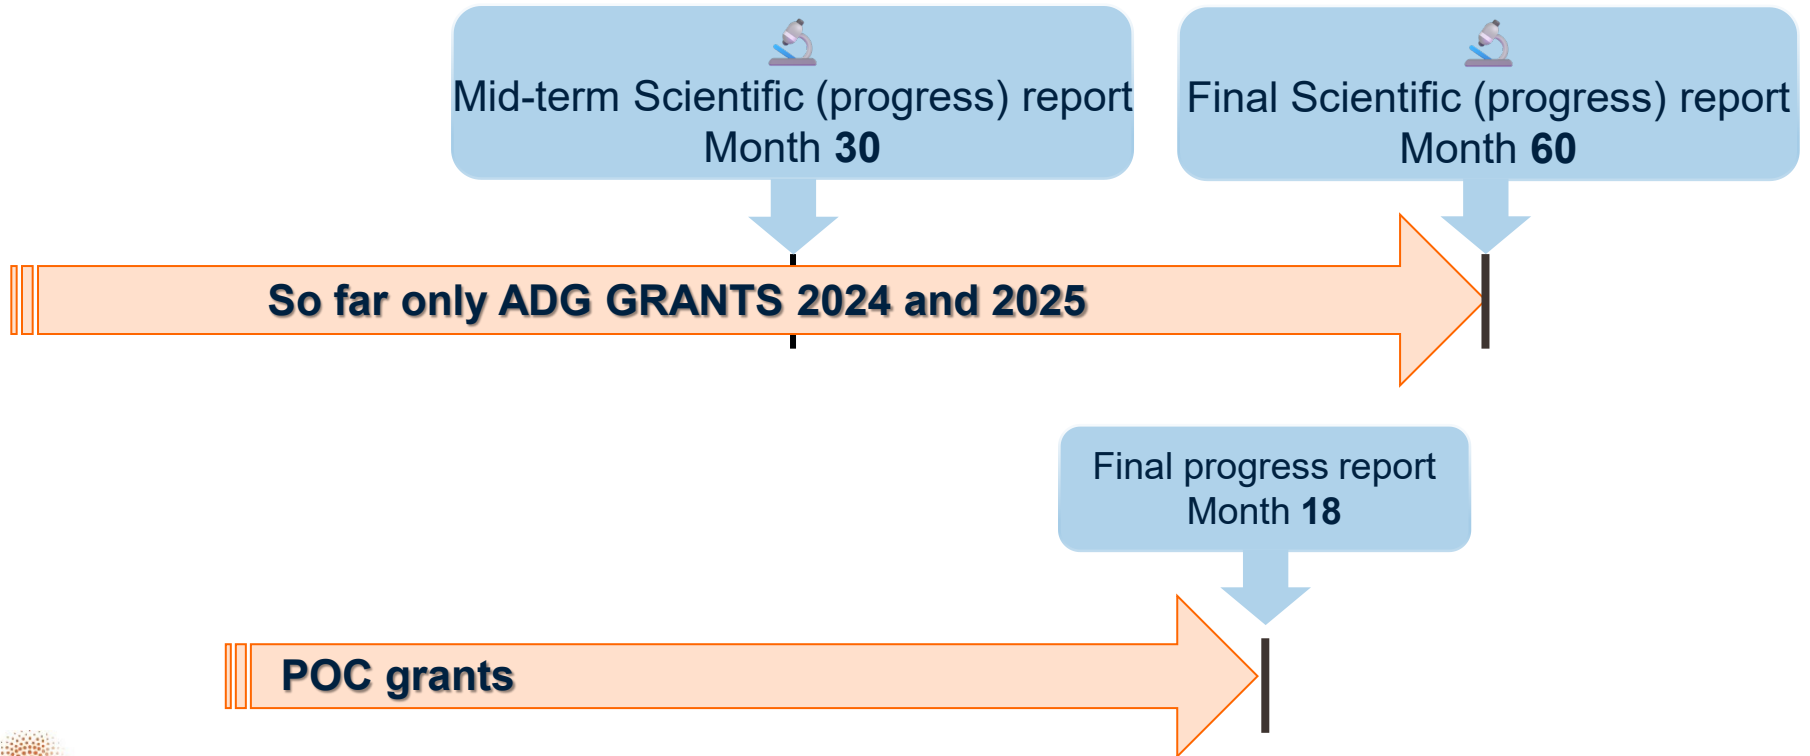 Mid-term Scientific (progress) report
Month 30
Final Scientific (progress) report
Month 60
So far only ADG GRANTS 2024 and 2025
Final progress report
Month 18
POC grants